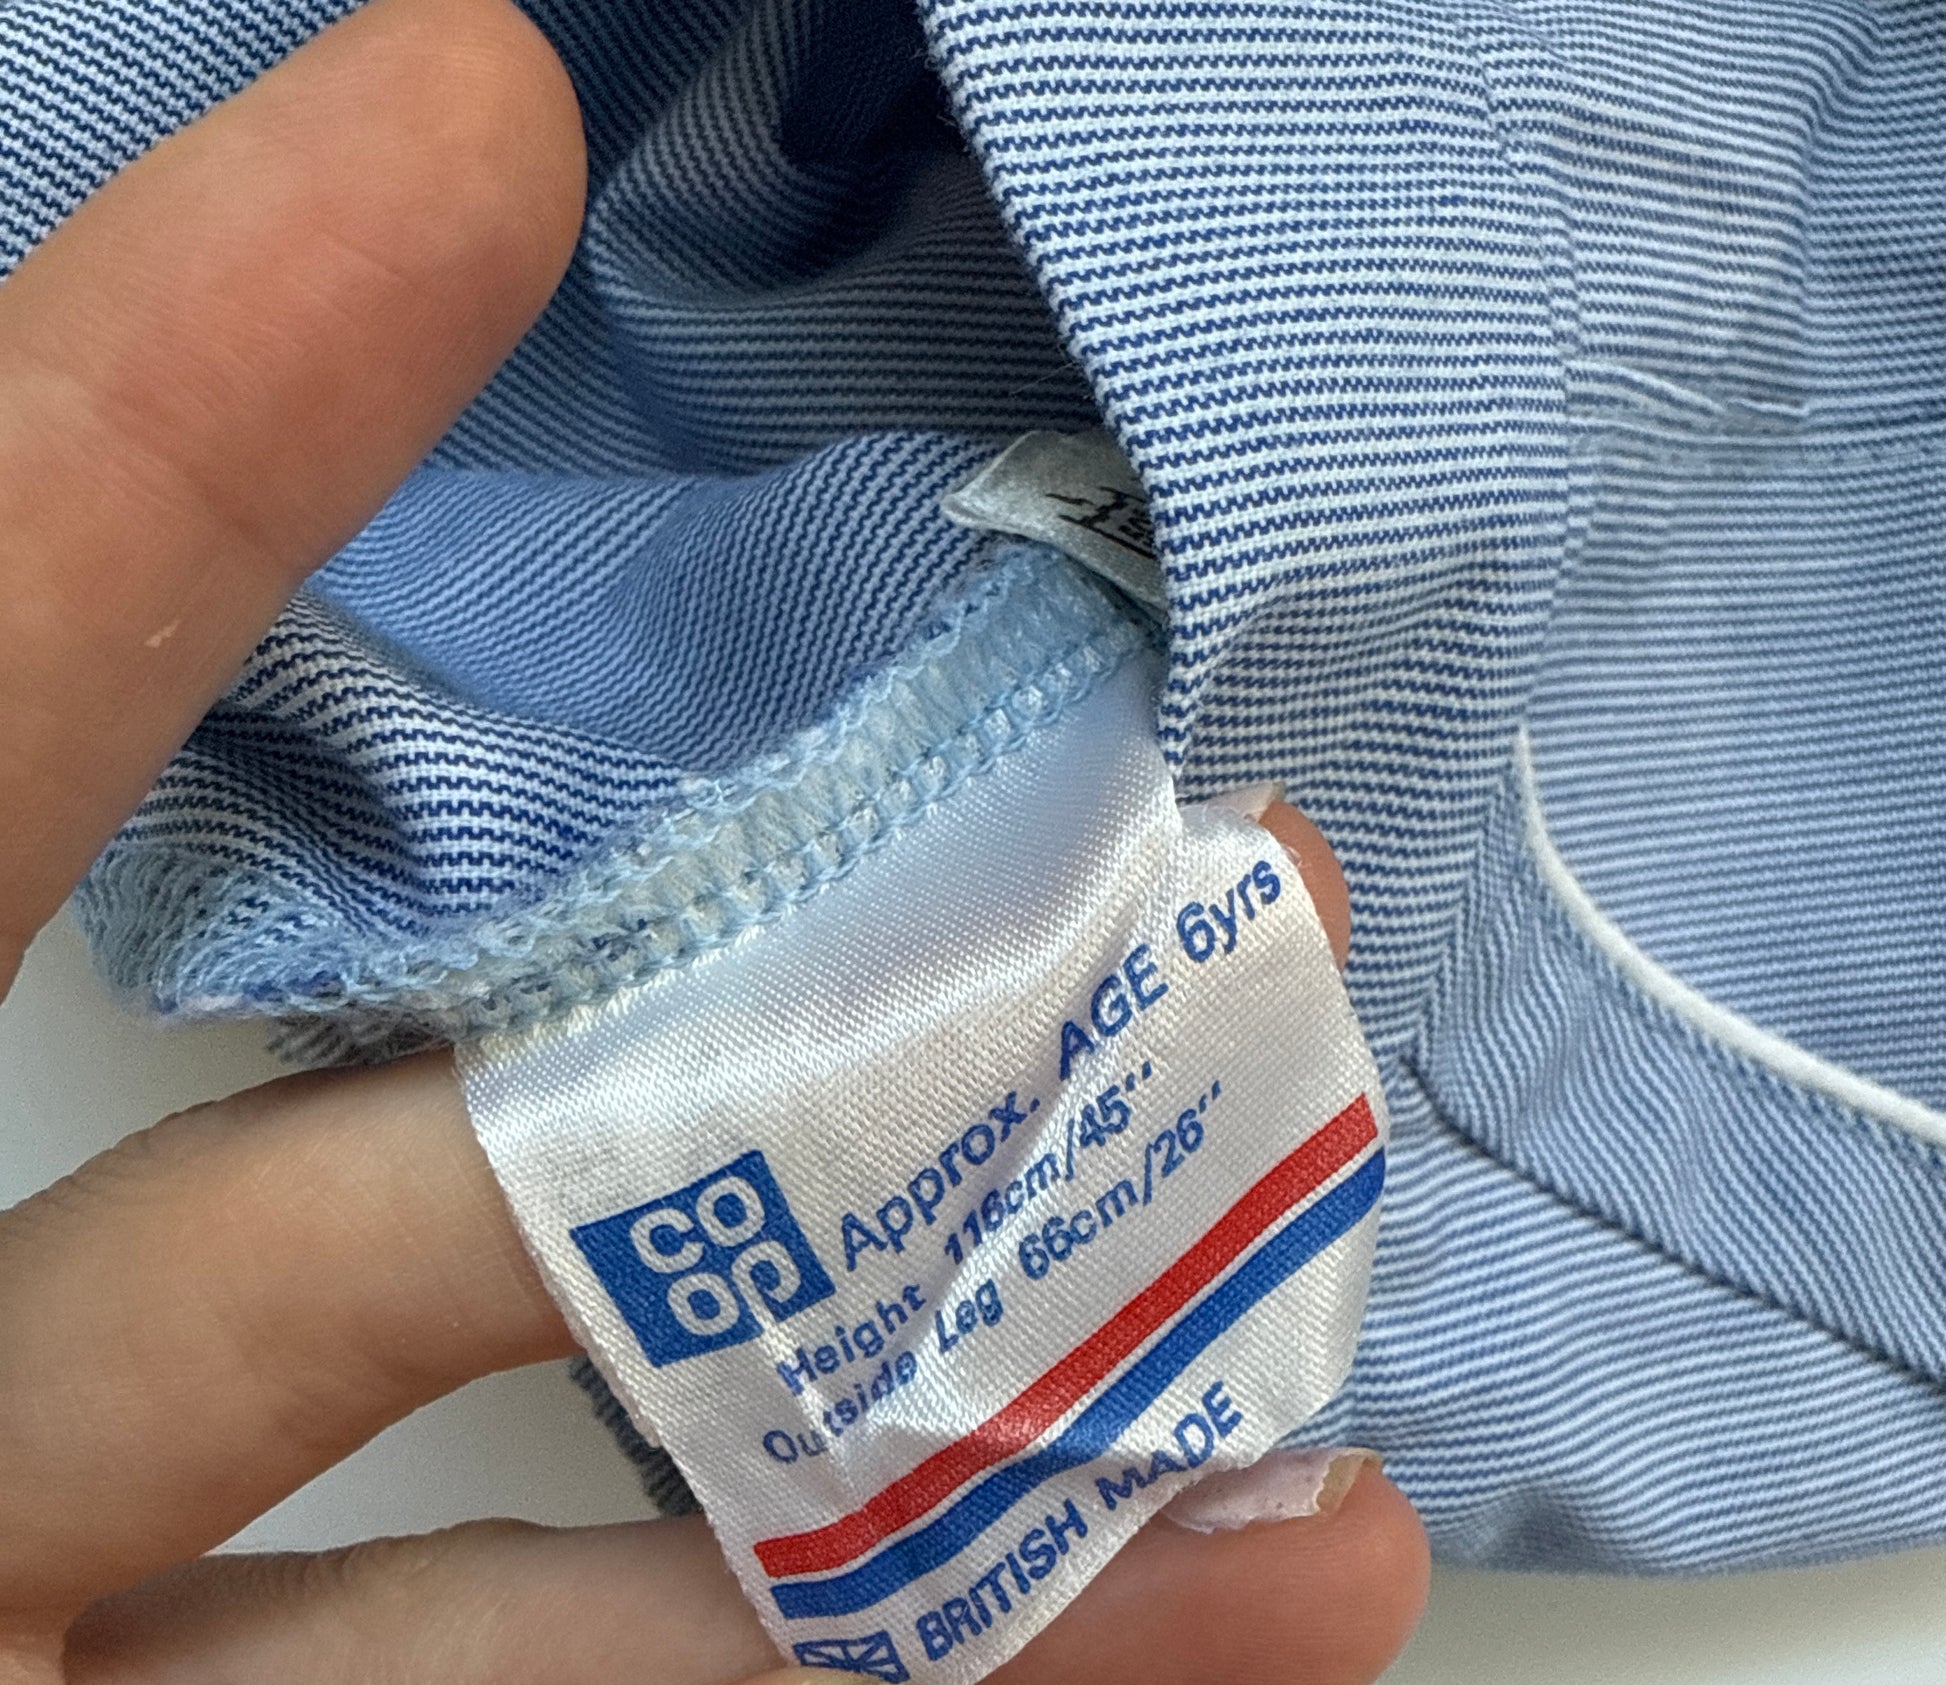 CO
OP
Approx. AGE 6yrs
Height 116cm/45''
Outside Leg 66cm/26''
BRITISH MADE